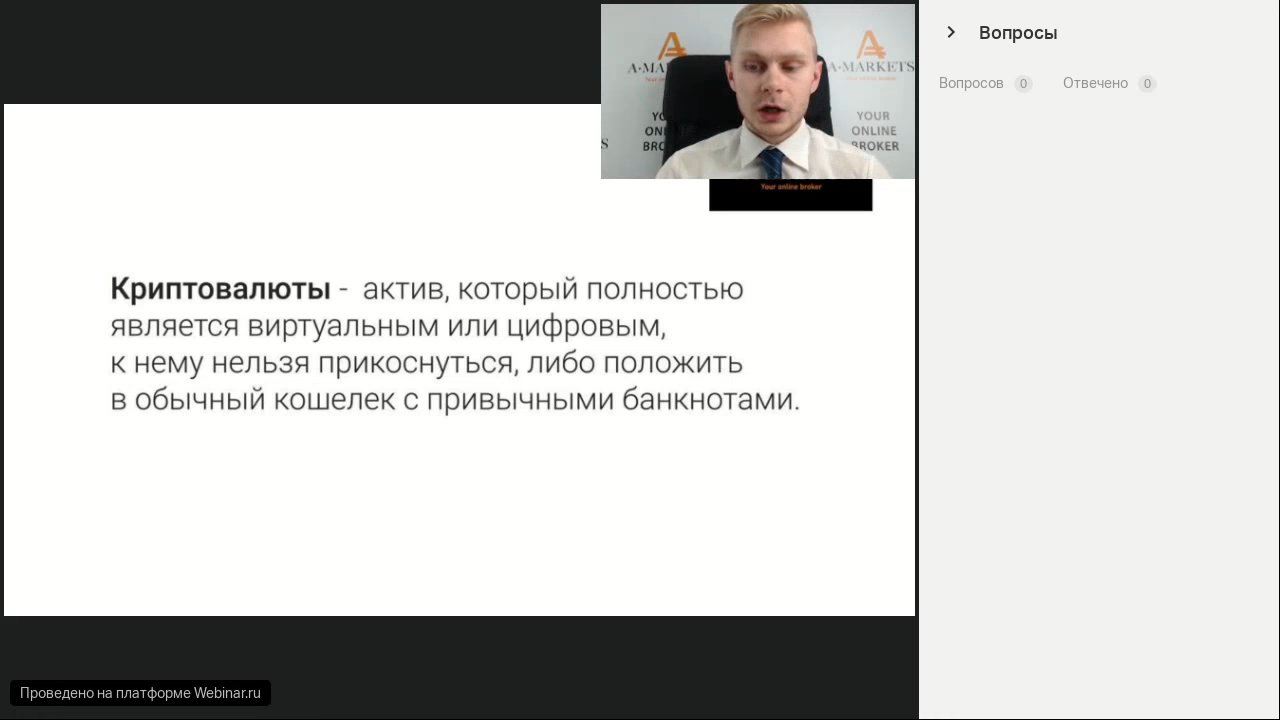 Вопросы
Вопросов 0 Отвечено 0
A-MARKETS
YOUR
ONLINE
BROKER
Your online broker
Криптовалюты - актив, который полностью
является виртуальным или цифровым,
к нему нельзя прикоснуться, либо положить
в обычный кошелек с привычными банкнотами.
Проведено на платформе Webinar.ru